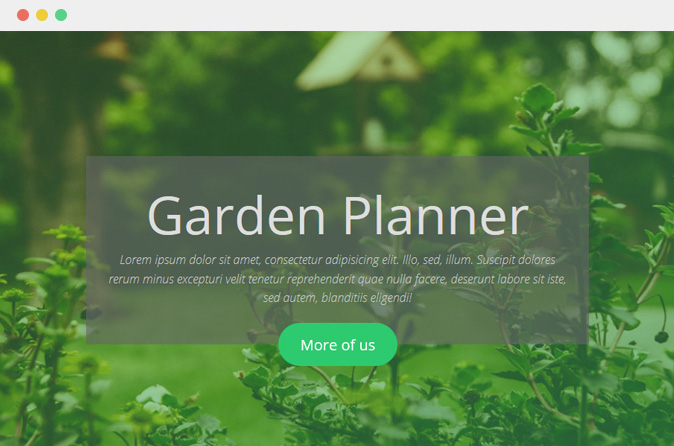 Garden Planner
Lorem ipsum dolor sit amet, consectetur adipisicing elit. Illo, sed, illum. Suscipit dolores
rerum minus excepturi velit tenetur reprehenderit quae nulla facere, deserunt labore sit iste,
sed autem, blanditiis eligendi!
More of us